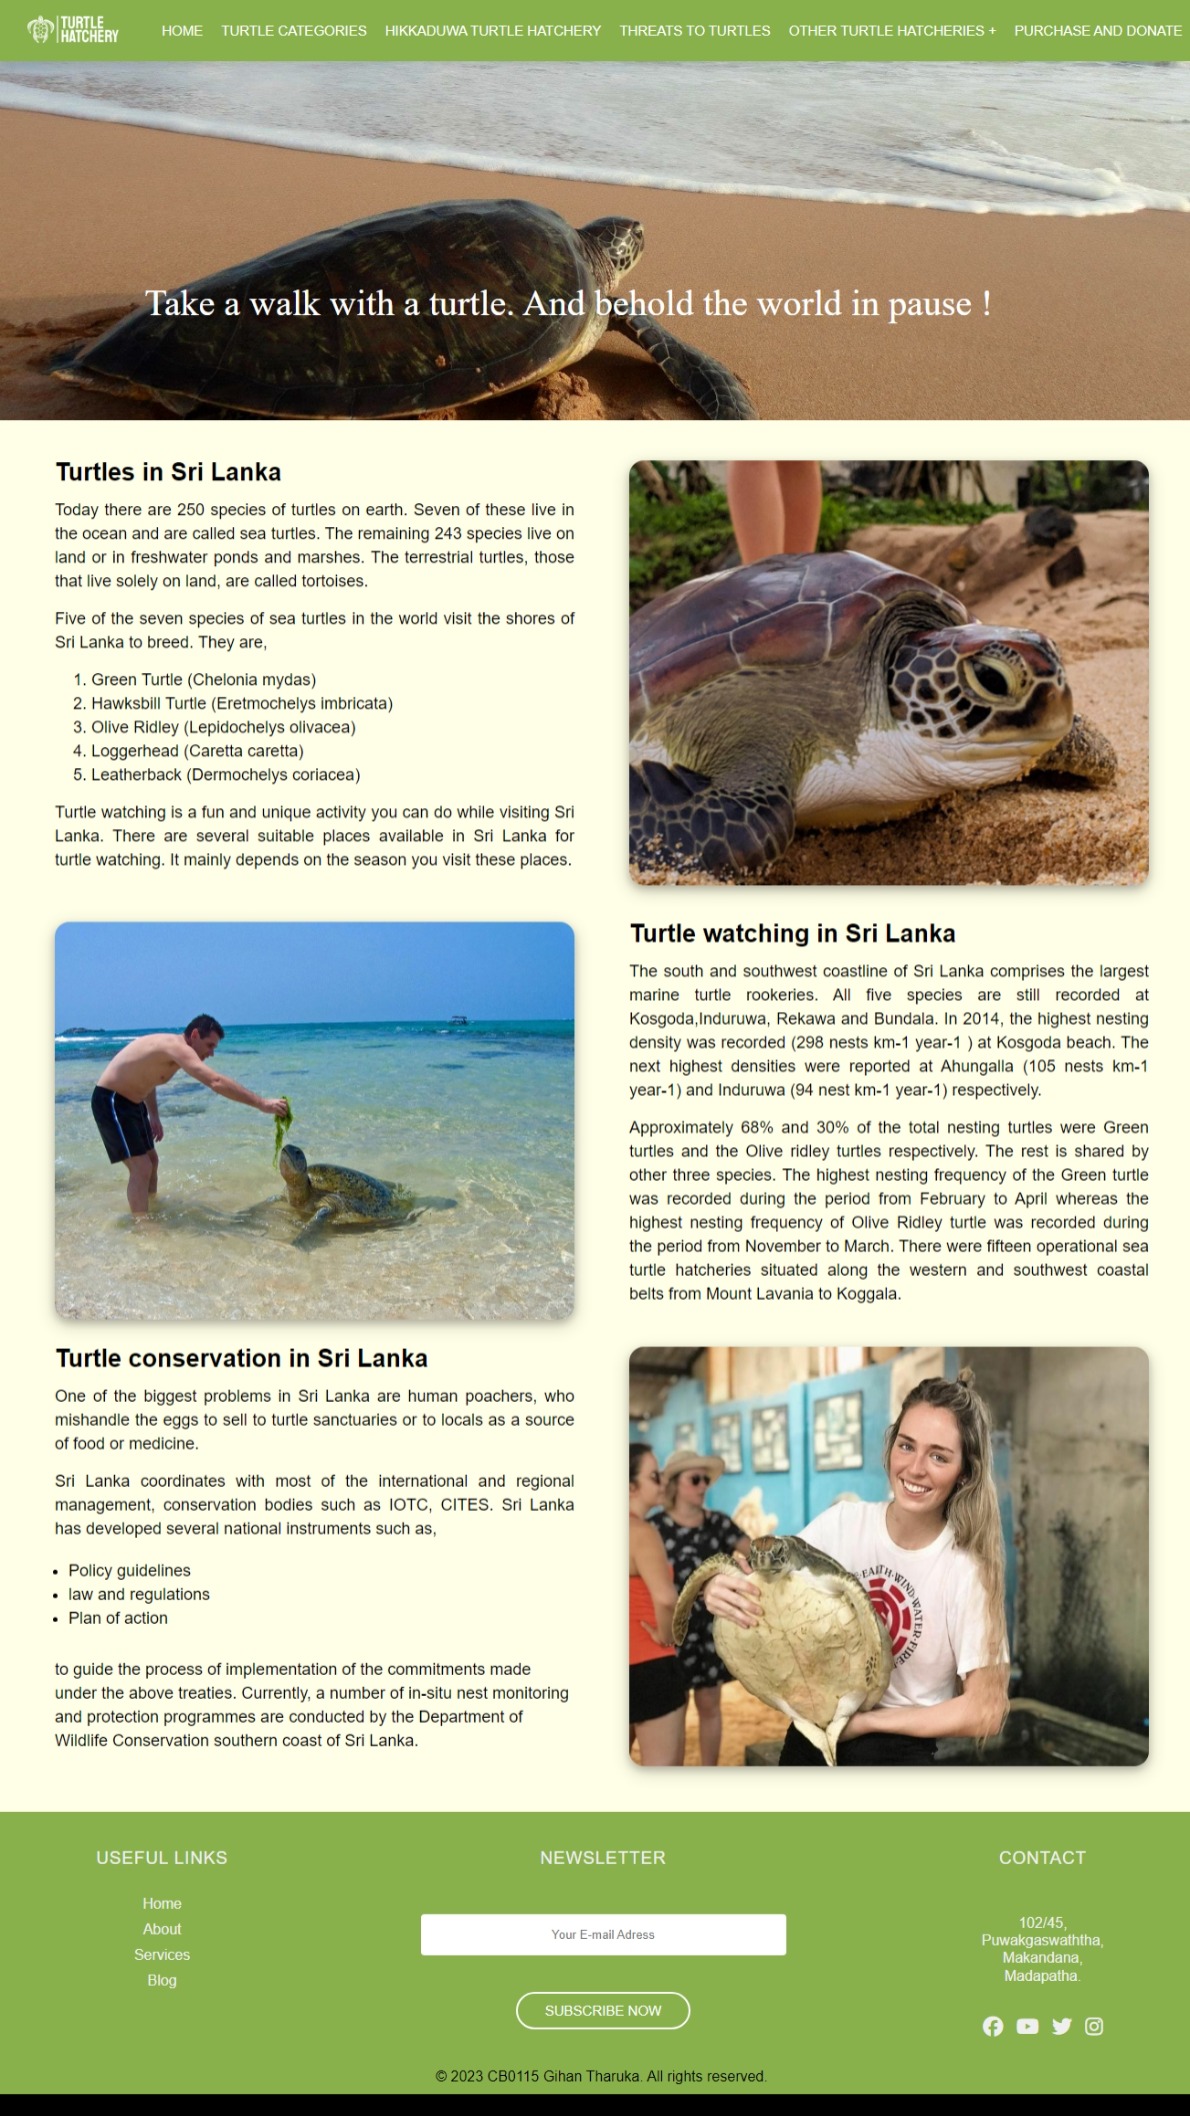 TURTLE
HATCHERY
HOME TURTLE CATEGORIES HIKKADUWA TURTLE HATCHERY THREATS TO TURTLES OTHER TURTLE HATCHERIES + PURCHASE AND DONATE
Take a walk with a turtle. And behold the world in pause !
Turtles in Sri Lanka
Today there are 250 species of turtles on earth. Seven of these live in
the ocean and are called sea turtles. The remaining 243 species live on
land or in freshwater ponds and marshes. The terrestrial turtles, those
that live solely on land, are called tortoises.
Five of the seven species of sea turtles in the world visit the shores of
Sri Lanka to breed. They are,
1. Green Turtle (Chelonia mydas)
2. Hawksbill Turtle (Eretmochelys imbricata)
3. Olive Ridley (Lepidochelys olivacea)
4. Loggerhead (Caretta caretta)
5. Leatherback (Dermochelys coriacea)
Turtle watching is a fun and unique activity you can do while visiting Sri
Lanka. There are several suitable places available in Sri Lanka for
turtle watching. It mainly depends on the season you visit these places.
Turtle watching in Sri Lanka
The south and southwest coastline of Sri Lanka comprises the largest
marine turtle rookeries. All five species are still recorded at
Kosgoda,Induruwa, Rekawa and Bundala. In 2014, the highest nesting
density was recorded (298 nests km-1 year-1 ) at Kosgoda beach. The
next highest densities were reported at Ahungalla (105 nests km-1
year-1) and Induruwa (94 nest km-1 year-1) respectively.
Approximately 68% and 30% of the total nesting turtles were Green
turtles and the Olive ridley turtles respectively. The rest is shared by
other three species. The highest nesting frequency of the Green turtle
was recorded during the period from February to April whereas the
highest nesting frequency of Olive Ridley turtle was recorded during
the period from November to March. There were fifteen operational sea
turtle hatcheries situated along the western and southwest coastal
belts from Mount Lavania to Koggala.
Turtle conservation in Sri Lanka
One of the biggest problems in Sri Lanka are human poachers, who
mishandle the eggs to sell to turtle sanctuaries or to locals as a source
of food or medicine.
Sri Lanka coordinates with most of the international and regional
management, conservation bodies such as IOTC, CITES. Sri Lanka
has developed several national instruments such as,
• Policy guidelines
• law and regulations
• Plan of action
to guide the process of implementation of the commitments made
under the above treaties. Currently, a number of in-situ nest monitoring
and protection programmes are conducted by the Department of
Wildlife Conservation southern coast of Sri Lanka.
EARTH·WIND·WATER·FIRE
USEFUL LINKS
Home
About
Services
Blog
NEWSLETTER
Your E-mail Adress
SUBSCRIBE NOW
CONTACT
102/45,
Puwakgaswaththa,
Makandana,
Madapatha.
© 2023 CB0115 Gihan Tharuka. All rights reserved.